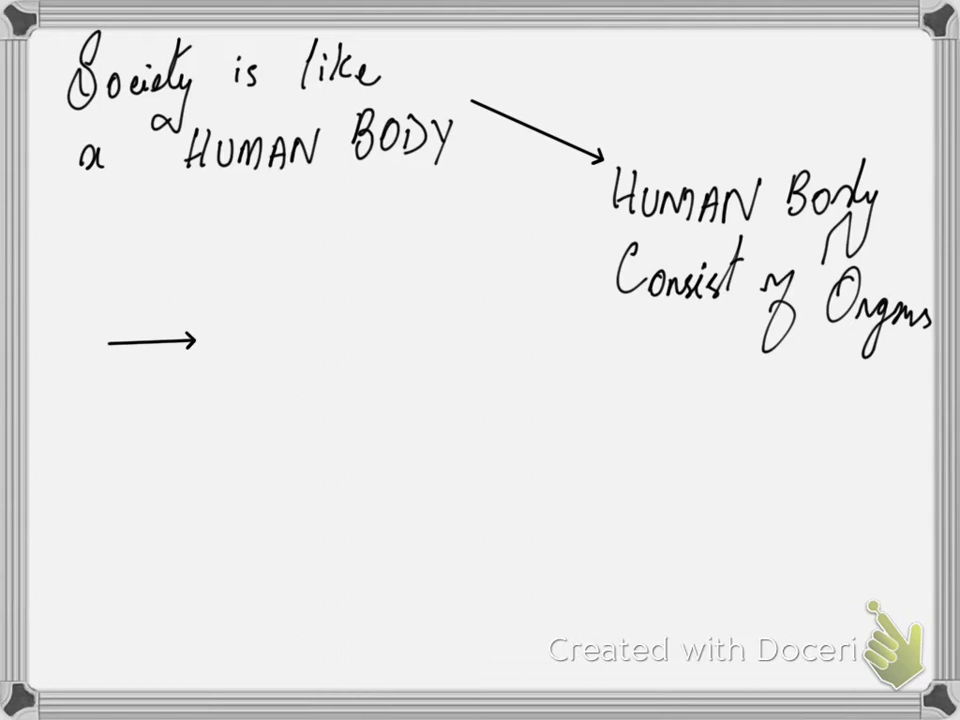 Society is like
a HUMAN BODY
HUMAN Body
Consist of Organs
Created with Doceri